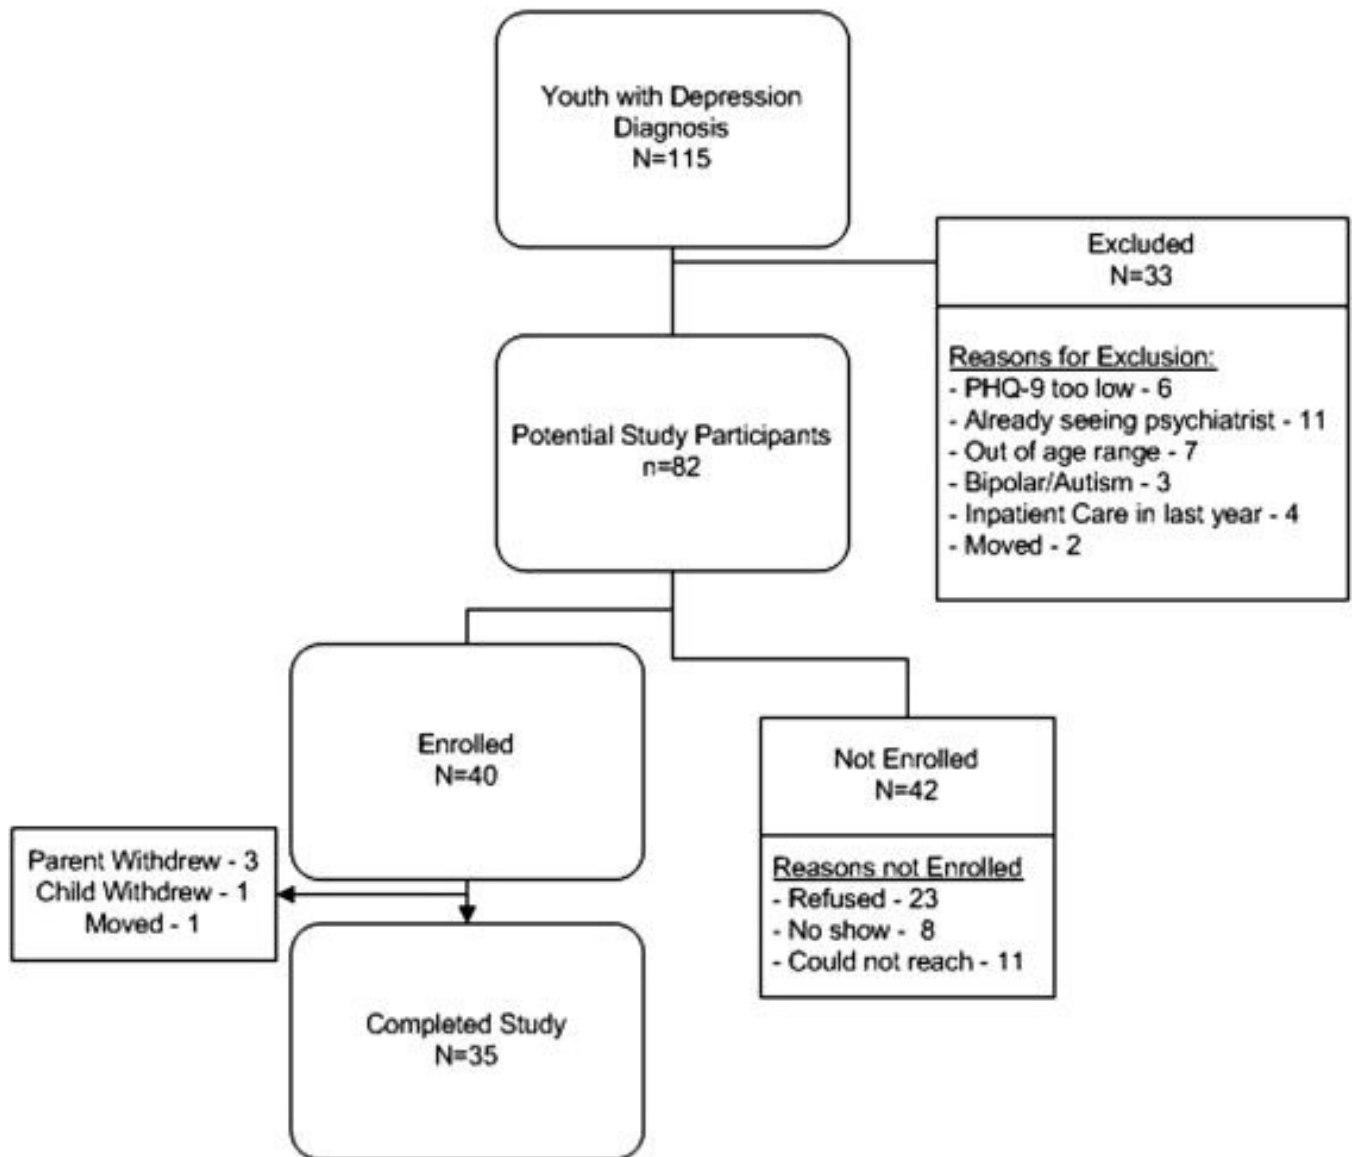 Youth with Depression
Diagnosis
N=115
Excluded
N=33
Reasons for Exclusion:
- PHQ-9 too low - 6
- Already seeing psychiatrist - 11
- Out of age range - 7
- Bipolar/Autism - 3
- Inpatient Care in last year - 4
- Moved - 2
Potential Study Participants
n=82
Enrolled
N=40
Not Enrolled
N=42
Reasons not Enrolled
- Refused - 23
- No show - 8
- Could not reach - 11
Parent Withdrew - 3
Child Withdrew - 1
Moved - 1
Completed Study
N=35